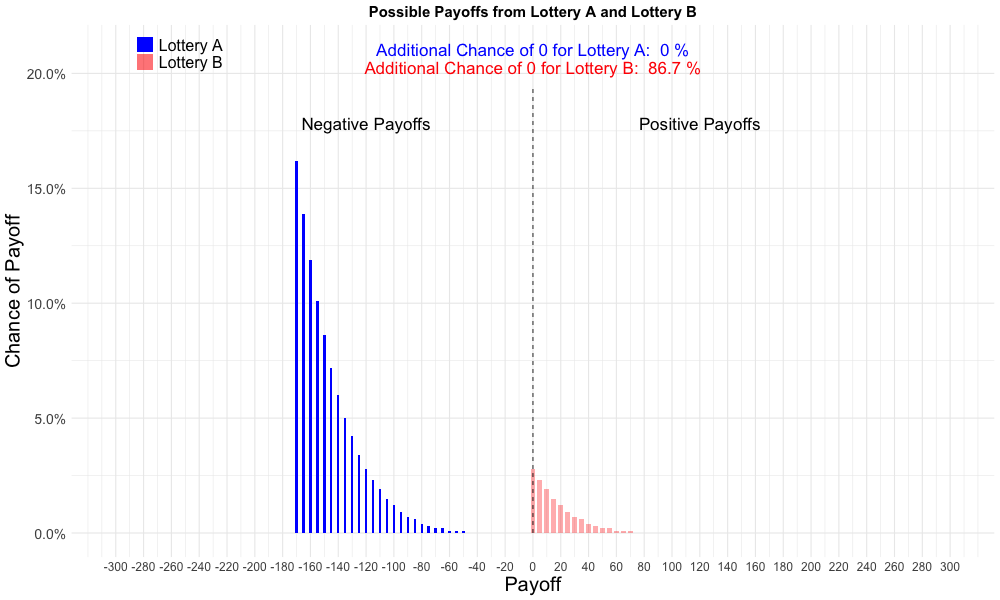 Possible Payoffs from Lottery A and Lottery B
Lottery A
Lottery B
Additional Chance of 0 for Lottery A:  0 %
Additional Chance of 0 for Lottery B:  86.7 %
Negative Payoffs
Positive Payoffs
Chance of Payoff
20.0%
15.0%
10.0%
5.0%
0.0%
-300 -280 -260 -240 -220 -200 -180 -160 -140 -120 -100 -80 -60 -40 -20 0 20 40 60 80 100 120 140 160 180 200 220 240 260 280 300
Payoff